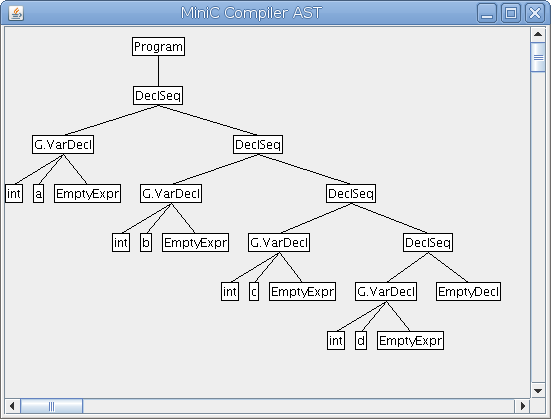 MiniC Compiler AST
Program
DeclSeq
G.VarDecl DeclSeq
int a EmptyExpr G.VarDecl DeclSeq
int b EmptyExpr G.VarDecl DeclSeq
int c EmptyExpr G.VarDecl EmptyDecl
int d EmptyExpr